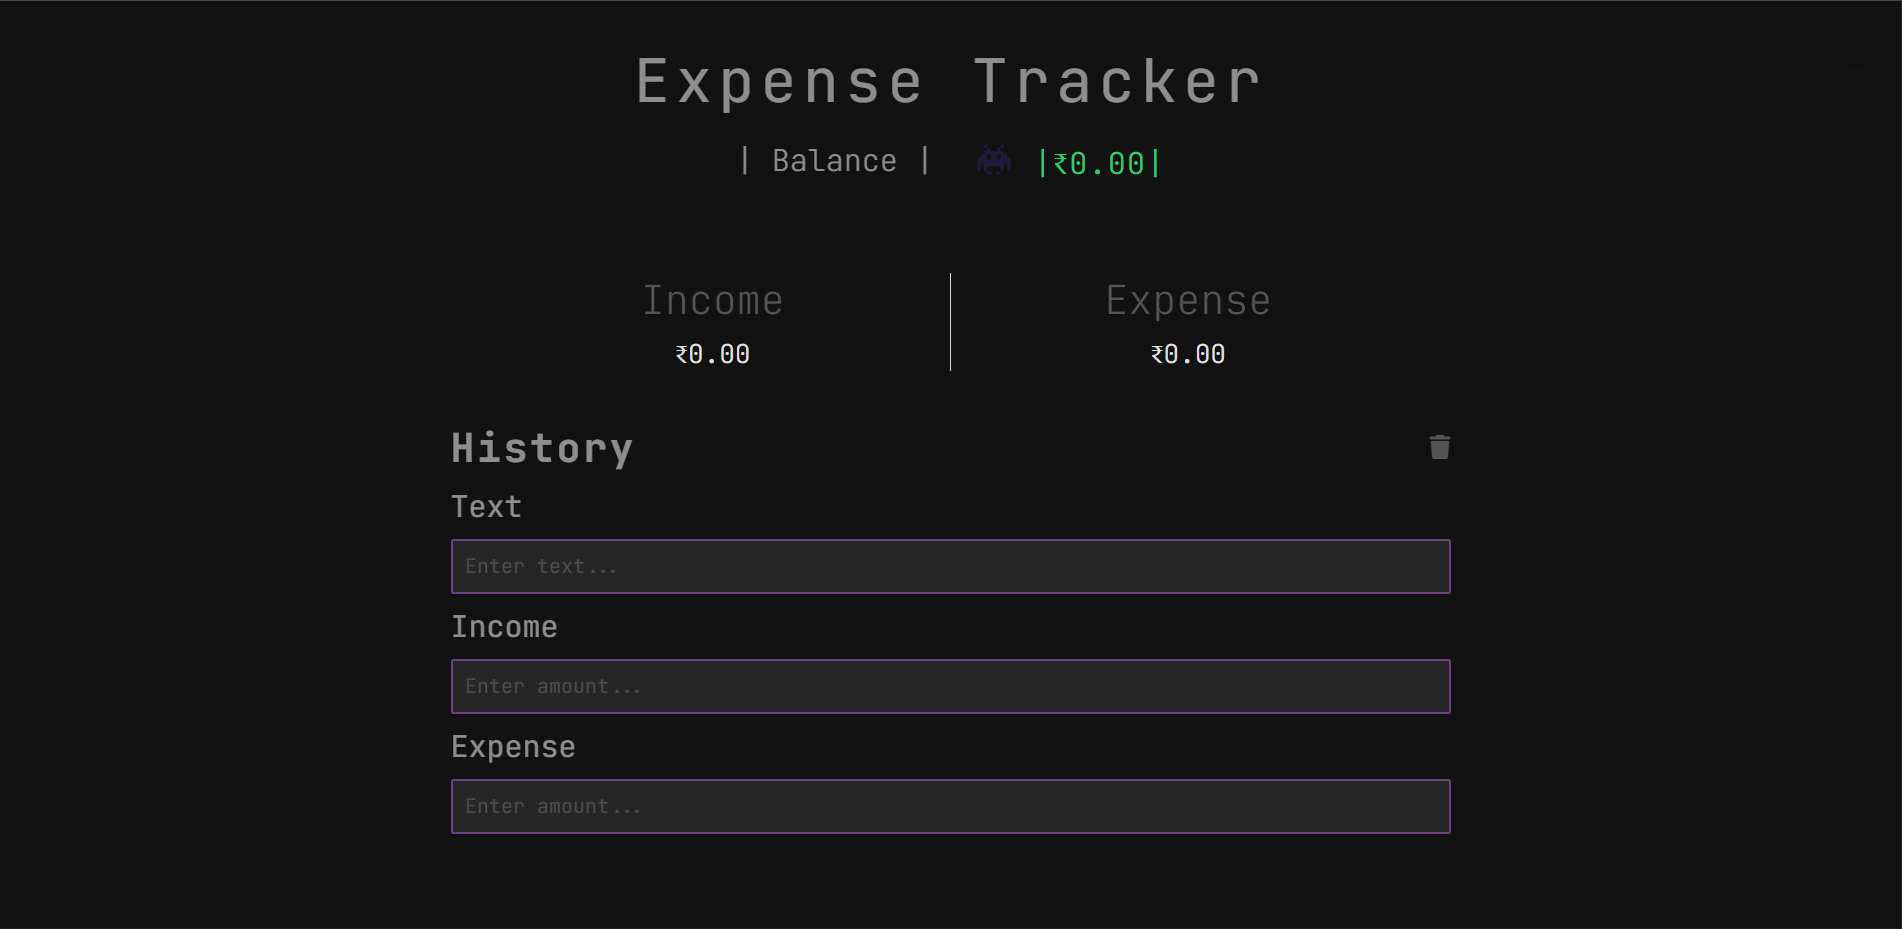 Expense Tracker
| Balance | |₹0.00|
Income Expense
₹0.00 ₹0.00
History
Text
Enter text...
Income
Enter amount...
Expense
Enter amount...